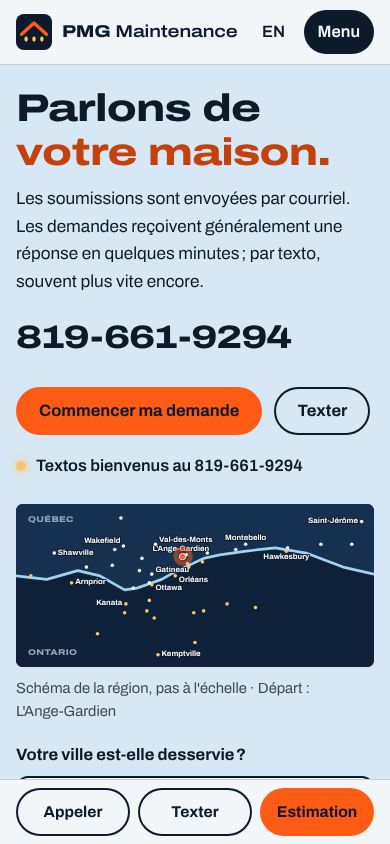 PMG Maintenance
EN
Menu
Parlons de
votre maison.
Les soumissions sont envoyées par courriel.
Les demandes reçoivent généralement une
réponse en quelques minutes ; par texto,
souvent plus vite encore.
819-661-9294
Commencer ma demande
Texter
Textos bienvenus au 819-661-9294
QUÉBEC
Saint-Jérôme
Wakefield
Val-des-Monts
Montebello
L'Ange-Gardien
Shawville
Hawkesbury
Gatineau
Arnprior
Orléans
Ottawa
Kanata
ONTARIO
Kemptville
Schéma de la région, pas à l'échelle · Départ :
L'Ange-Gardien
Votre ville est-elle desservie ?
Appeler
Texter
Estimation